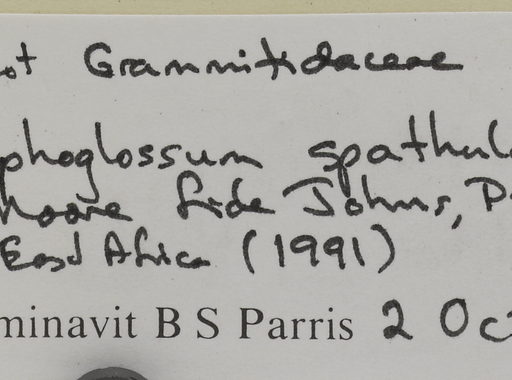 ot Grammitidaceae
phoglossum spathul
Moore fide Johns, P
East Africa (1991)
minavit B S Parris 2 Oc